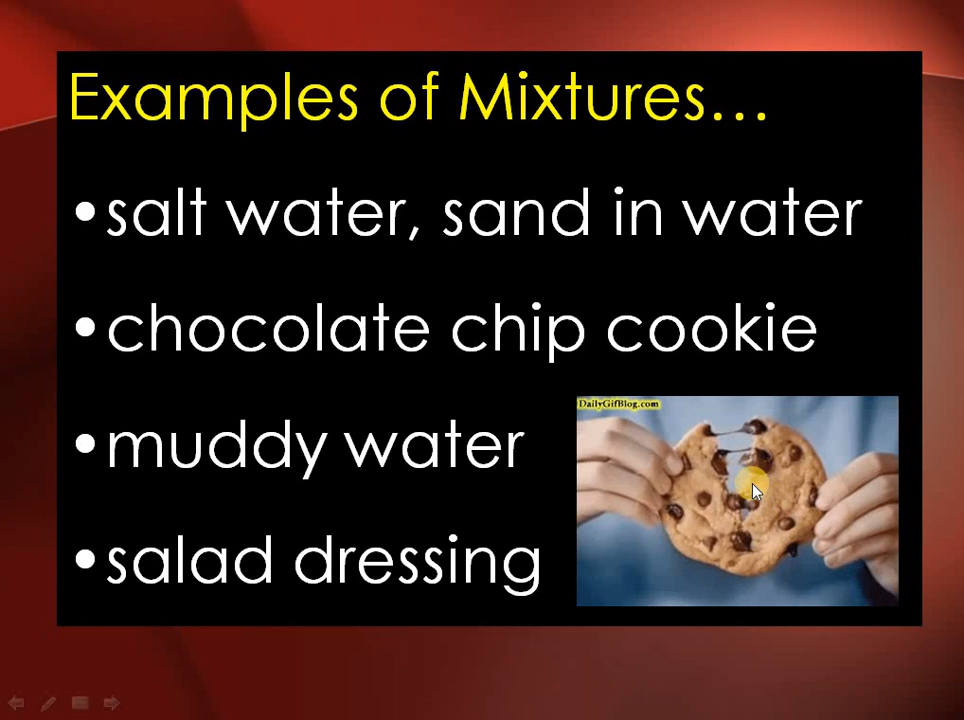 Examples of Mixtures…
•salt water, sand in water
•chocolate chip cookie
•muddy water
•salad dressing
DailyGifBlog.com